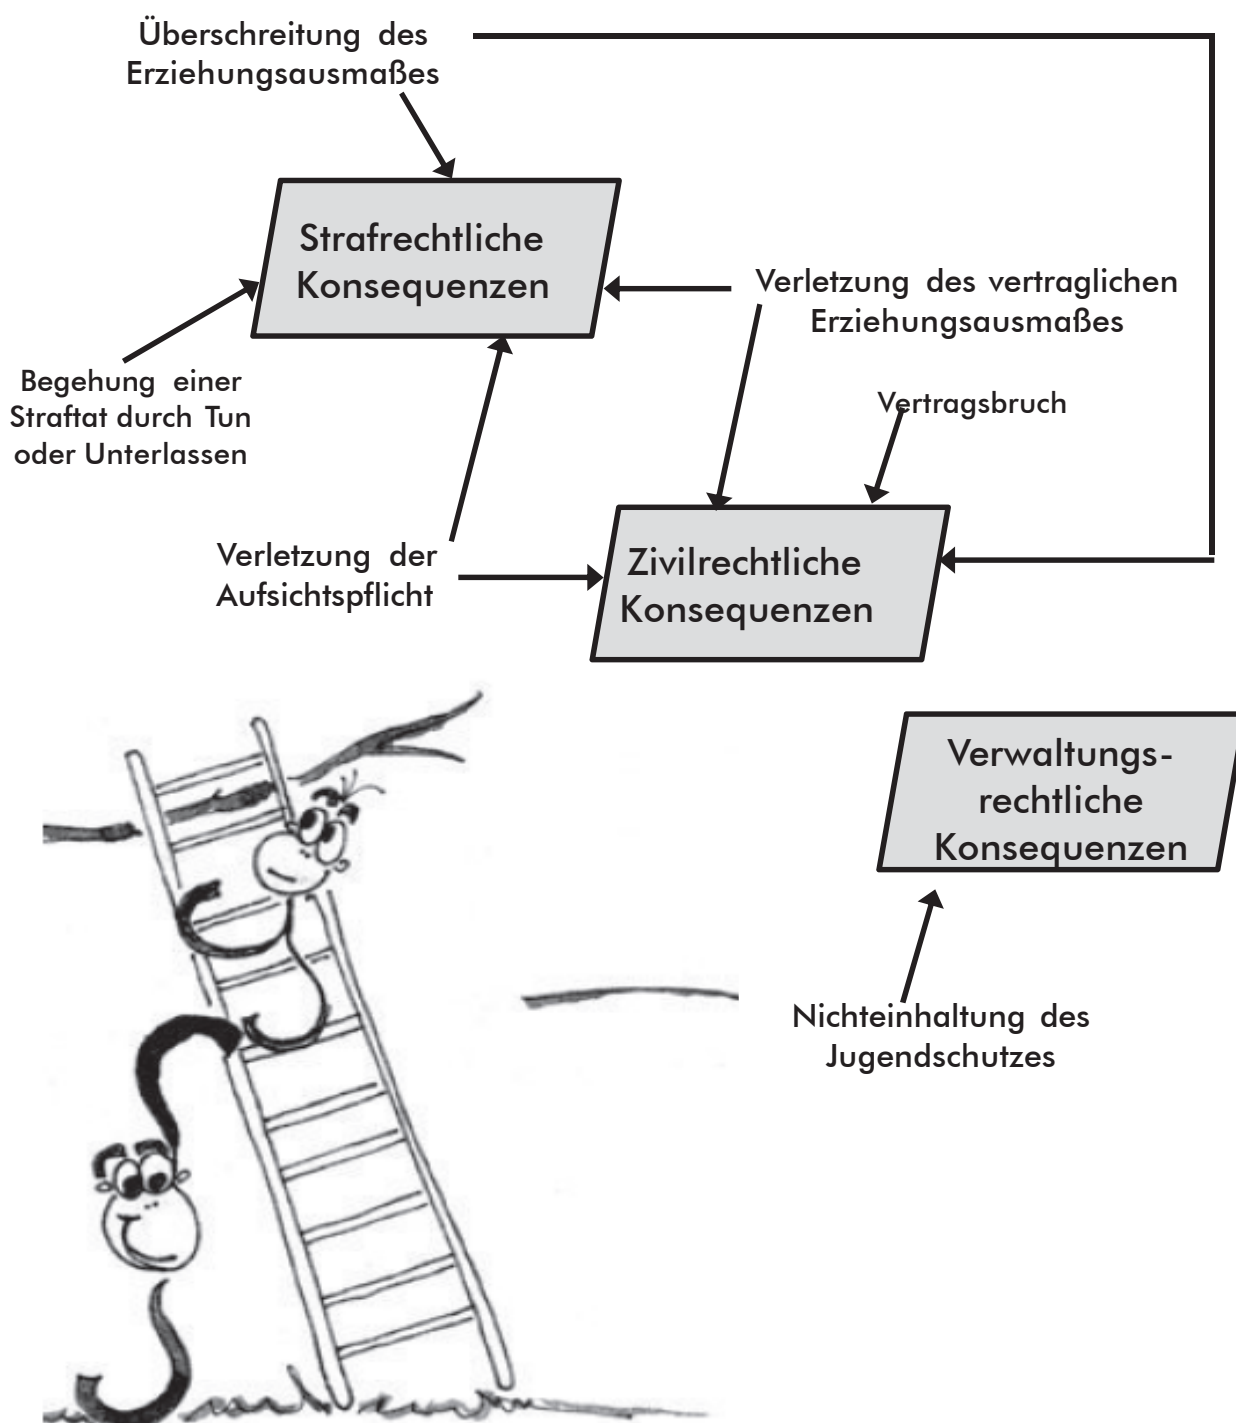 Überschreitung des
Erziehungsausmaßes
Strafrechtliche
Konsequenzen
Verletzung des vertraglichen
Erziehungsausmaßes
Begehung einer
Straftat durch Tun
oder Unterlassen
Vertragsbruch
Verletzung der
Aufsichtspflicht
Zivilrechtliche
Konsequenzen
Verwaltungs-
rechtliche
Konsequenzen
Nichteinhaltung des
Jugendschutzes